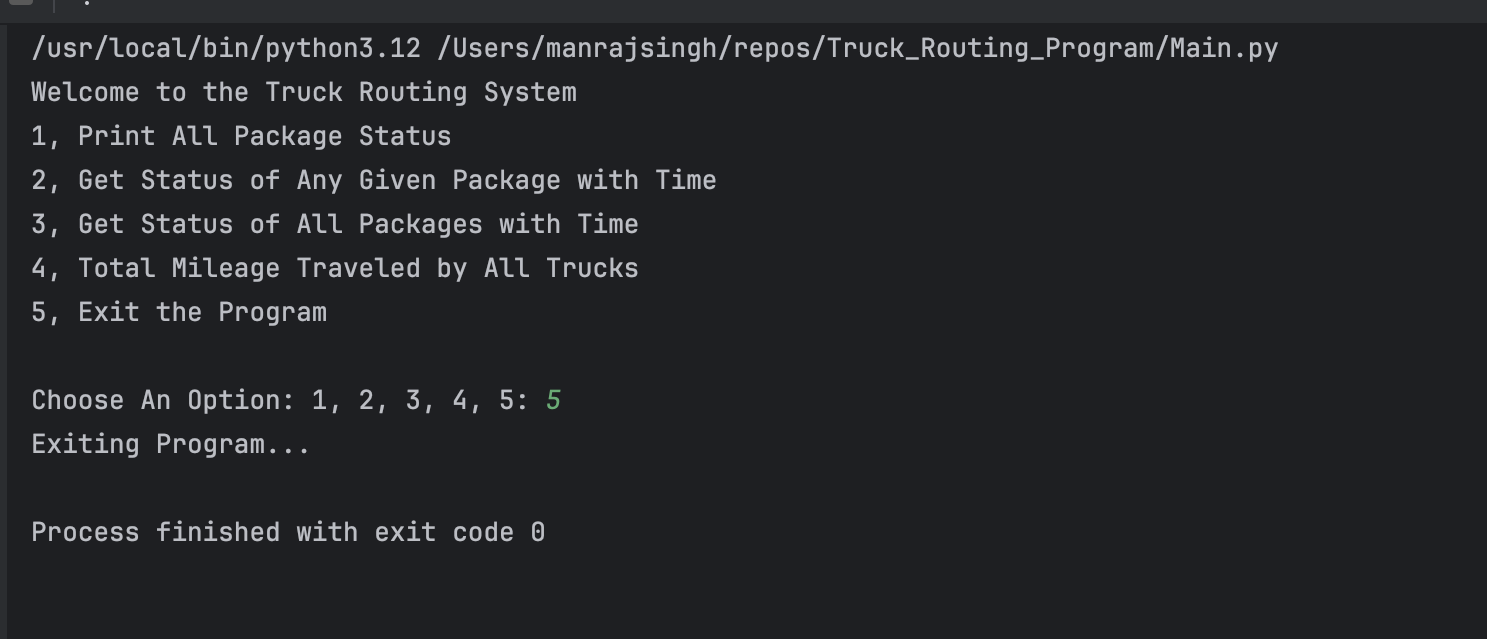 /usr/local/bin/python3.12 /Users/manrajsingh/repos/Truck_Routing_Program/Main.py
Welcome to the Truck Routing System
1, Print All Package Status
2, Get Status of Any Given Package with Time
3, Get Status of All Packages with Time
4, Total Mileage Traveled by All Trucks
5, Exit the Program
Choose An Option: 1, 2, 3, 4, 5: 5
Exiting Program...
Process finished with exit code 0